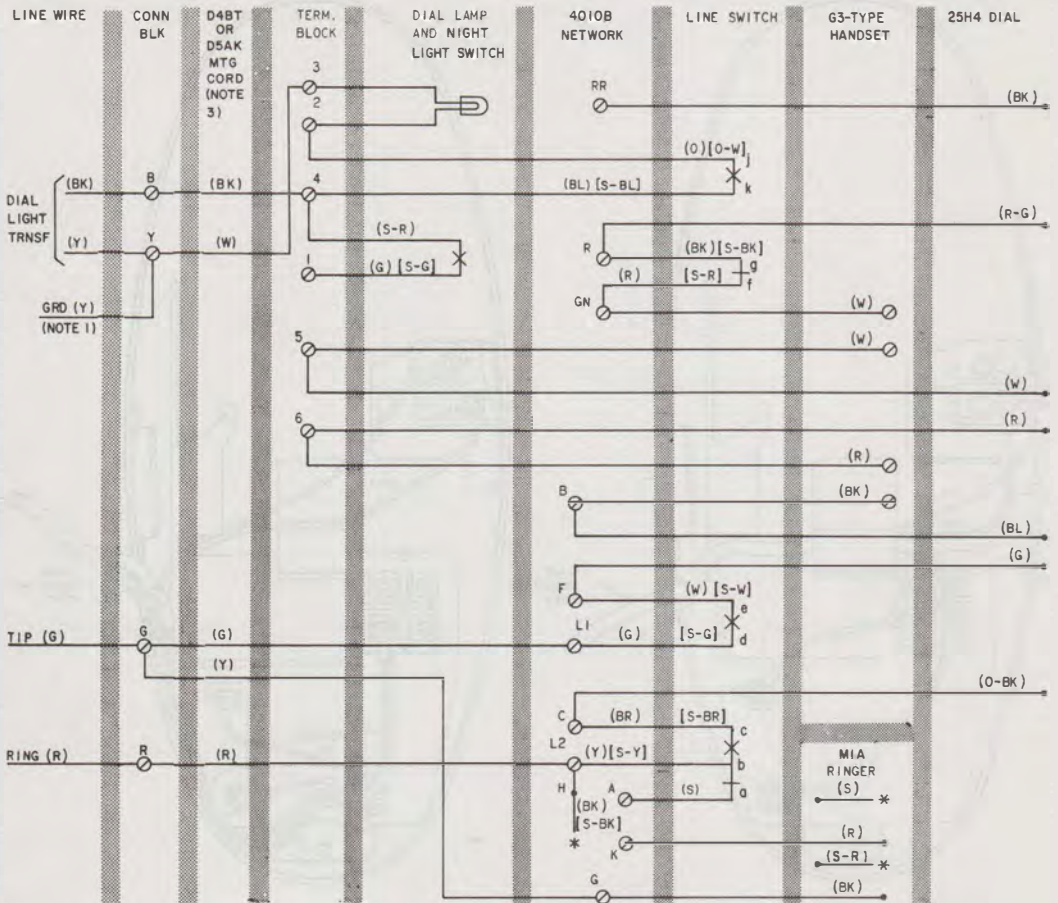 LINE WIRE
CONN
BLK
D4BT
OR
D5AK
MTG
CORD
(NOTE
3)
TERM.
BLOCK
DIAL LAMP
AND NIGHT
LIGHT SWITCH
4010B
NETWORK
LINE SWITCH
G3-TYPE
HANDSET
25H4 DIAL
3
2
RR
(BK)
(O)[O-W]
j
DIAL
LIGHT
TRNSF
(BK)
B
(BK)
4
(BL) [S-BL]
k
(R-G)
(Y)
Y
(W)
(S-R)
R
(BK)[S-BK]
g
1
(G) [S-G]
(R)
[S-R]
f
GRD (Y)
(NOTE 1)
GN
(W)
5
(W)
(W)
6
(R)
(R)
B
(BK)
(BL)
(G)
F
(W) [S-W]
e
TIP (G)
G
(G)
L1
(G)
[S-G]
d
(Y)
(O-BK)
C
(BR)
[S-BR]
c
RING (R)
R
(R)
L2
(Y)[S-Y]
b
M1A
RINGER
H
A
(S)
a
(S)
*
(BK)
[S-BK]
*
K
(R)
(S-R)
*
G
(BK)